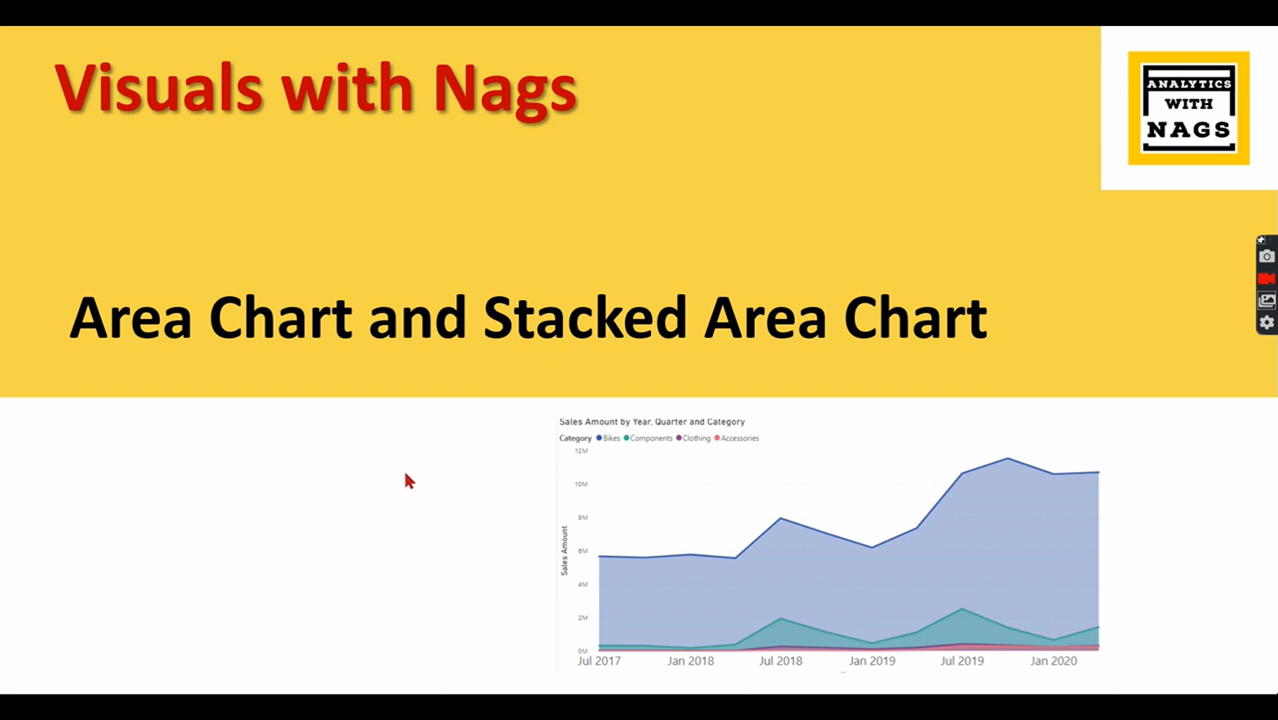 Visuals with Nags
ANALYTICS
WITH
NAGS
Area Chart and Stacked Area Chart
Sales Amount by Year, Quarter and Category
Category Bikes Components Clothing Accessories
12M
10M
8M
6M
4M
2M
0M
Sales Amount
Jul 2017 Jan 2018 Jul 2018 Jan 2019 Jul 2019 Jan 2020